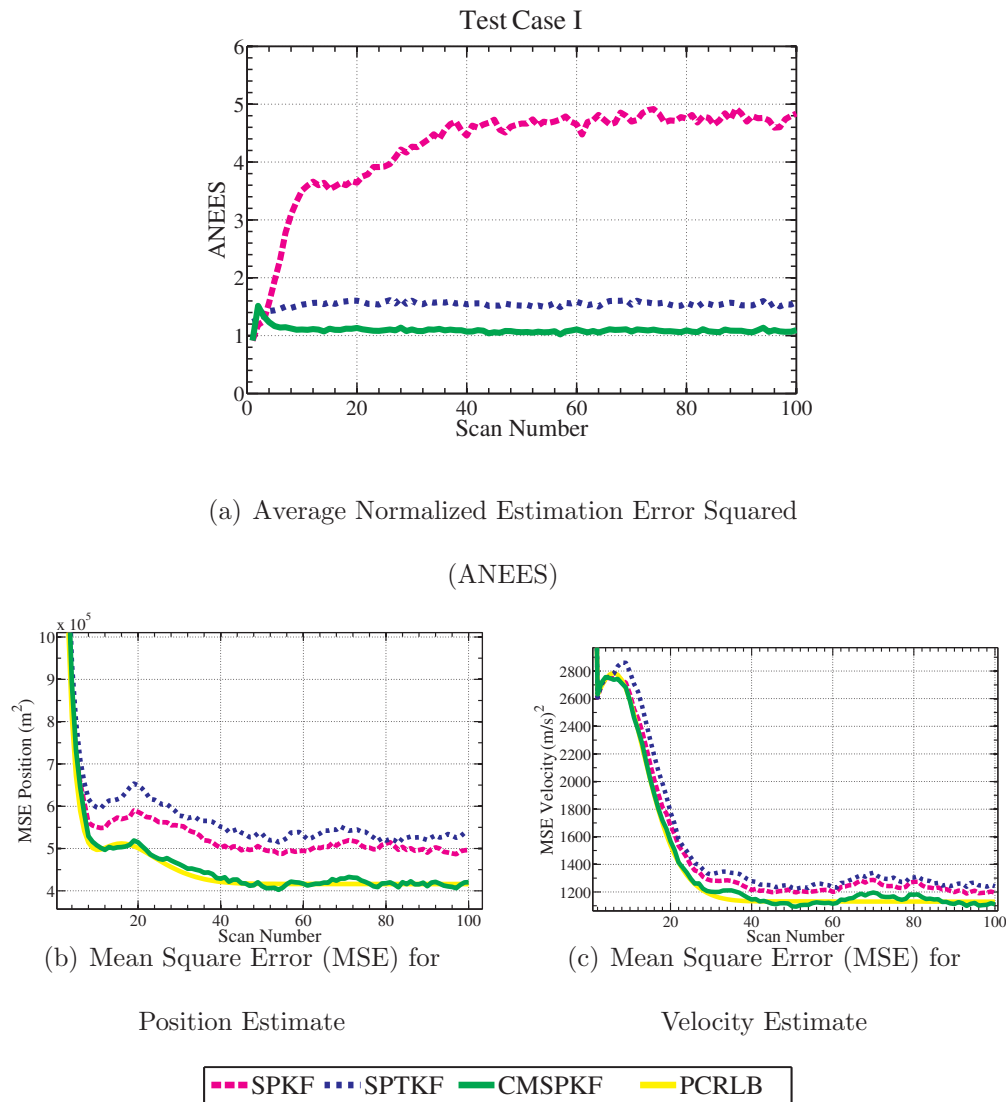 Test Case I
6
5
4
3
2
1
0
ANEES
0 20 40 60 80 100
Scan Number
(a) Average Normalized Estimation Error Squared
(ANEES)
x 10^5
10
9
8
7
6
5
4
MSE Position (m^2)
20 40 60 80 100
Scan Number
(b) Mean Square Error (MSE) for
Position Estimate
2800
2600
2400
2200
2000
1800
1600
1400
1200
MSE Velocity (m/s)^2
20 40 60 80 100
Scan Number
(c) Mean Square Error (MSE) for
Velocity Estimate
SPKF SPTKF CMSPKF PCRLB